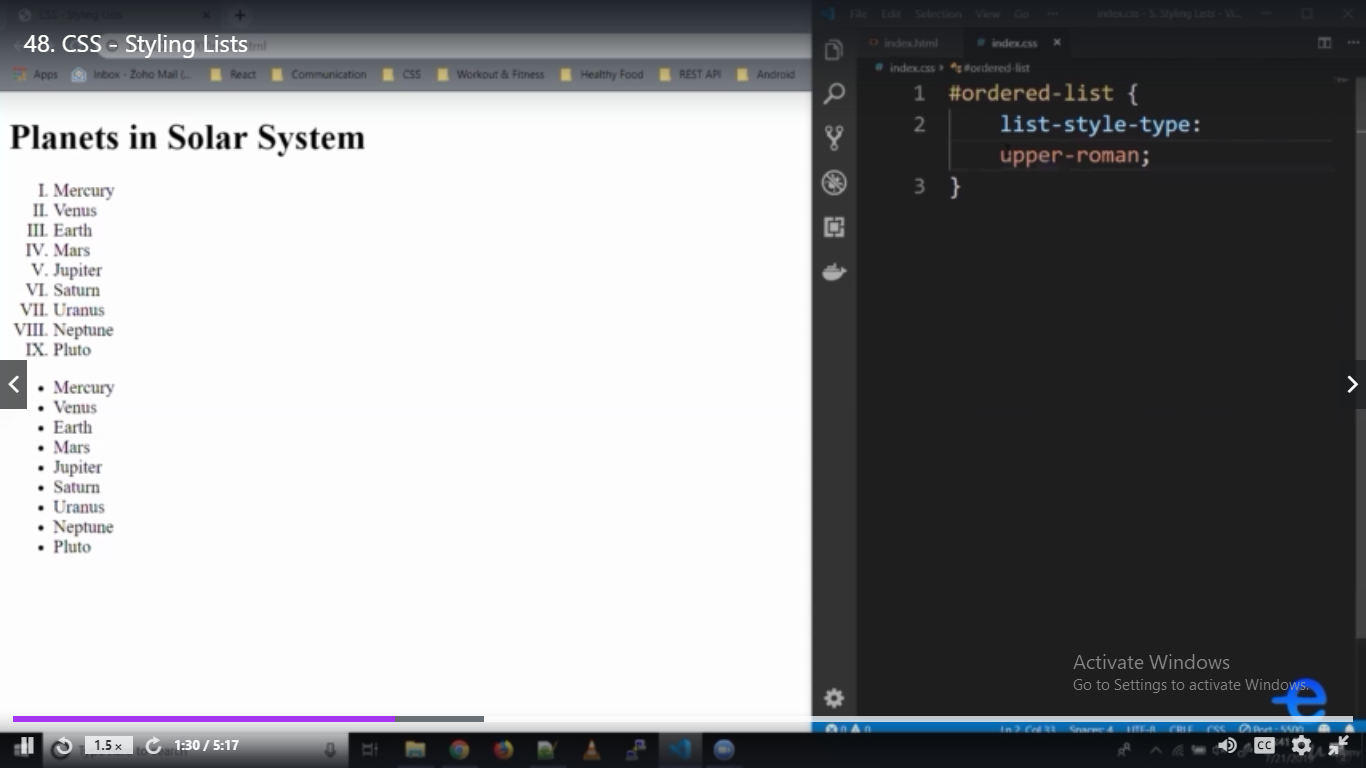 48. CSS - Styling Lists
Apps
Inbox - Zoho Mail (...
React
Communication
CSS
Workout & Fitness
Healthy Food
REST API
Android
Planets in Solar System
I. Mercury
II. Venus
III. Earth
IV. Mars
V. Jupiter
VI. Saturn
VII. Uranus
VIII. Neptune
IX. Pluto
• Mercury
• Venus
• Earth
• Mars
• Jupiter
• Saturn
• Uranus
• Neptune
• Pluto
File Edit Selection View Go ... index.css - 5. Styling Lists - Vi...
index.html
index.css
# index.css > #ordered-list
1 #ordered-list {
2 list-style-type:
upper-roman;
3 }
Activate Windows
Go to Settings to activate Windows.
Ln 2, Col 33 Spaces: 4 UTF-8 CRLF CSS Port : 5500
1.5 x
1:30 / 5:17
CC